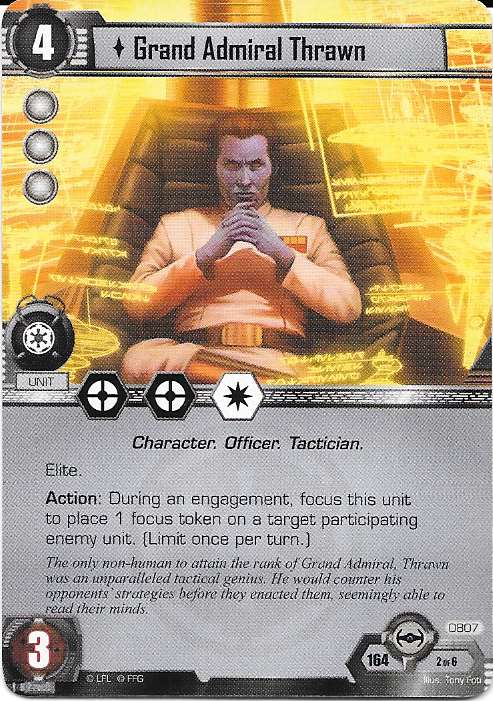 4
Grand Admiral Thrawn
UNIT
Character. Officer. Tactician.
Elite.
Action: During an engagement, focus this unit
to place 1 focus token on a target participating
enemy unit. (Limit once per turn.)
The only non-human to attain the rank of Grand Admiral, Thrawn
was an unparalleled tactical genius. He would counter his
opponents' strategies before they enacted them, seemingly able to
read their minds.
3
© LFL © FFG
0807
164
2 of 6
Illus. Tony Foti